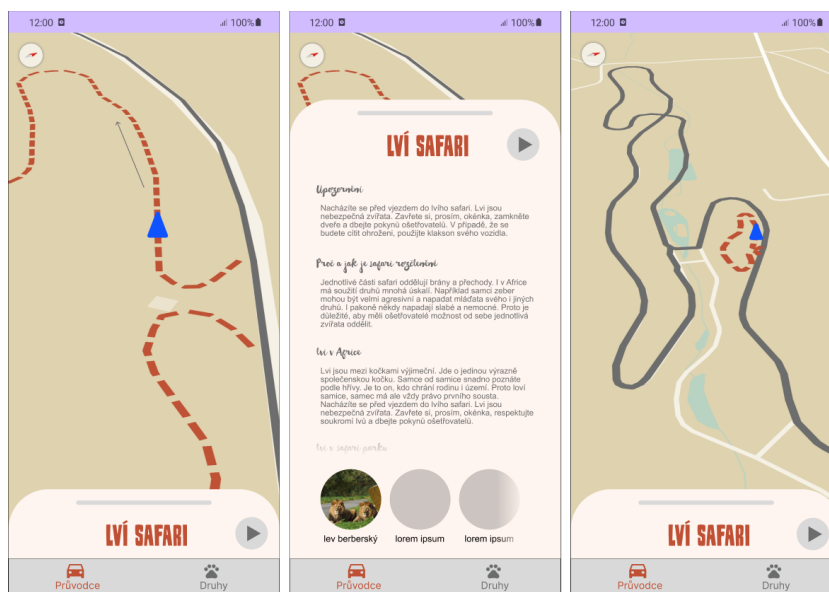 12:00
100%
LVÍ SAFARI
Průvodce
Druhy
12:00
100%
LVÍ SAFARI
Upozornění
Nacházíte se před vjezdem do lvího safari. Lvi jsou
nebezpečná zvířata. Zavřete si, prosím, okénka, zamkněte
dveře a dbejte pokynů ošetřovatelů. V případě, že se
budete cítit ohroženi, použijte klakson svého vozidla.
Proč a jak je safari rozčlenění
Jednotlivé části safari oddělují brány a přechody. I v Africe
má soužití druhů mnohá úskalí. Například samci zeber
mohou být velmi agresivní a napadat mláďata svého i jiných
druhů. I pakoně někdy napadají slabé a nemocné. Proto je
důležité, aby měli ošetřovatelé možnost od sebe jednotlivá
zvířata oddělit.
lvi v Africe
Lvi jsou mezi kočkami výjimeční. Jde o jedinou výrazně
společenskou kočku. Samce od samice snadno poznáte
podle hřívy. Je to on, kdo chrání rodinu i území. Proto loví
samice, samec má ale vždy právo prvního sousta.
Nacházíte se před vjezdem do lvího safari. Lvi jsou
nebezpečná zvířata. Zavřete si, prosím, okénka, respektujte
soukromí lvů a dbejte pokynů ošetřovatelů.
lvi v safari parku
lev berberský
lorem ipsum
lorem ipsum
Průvodce
Druhy
12:00
100%
LVÍ SAFARI
Průvodce
Druhy